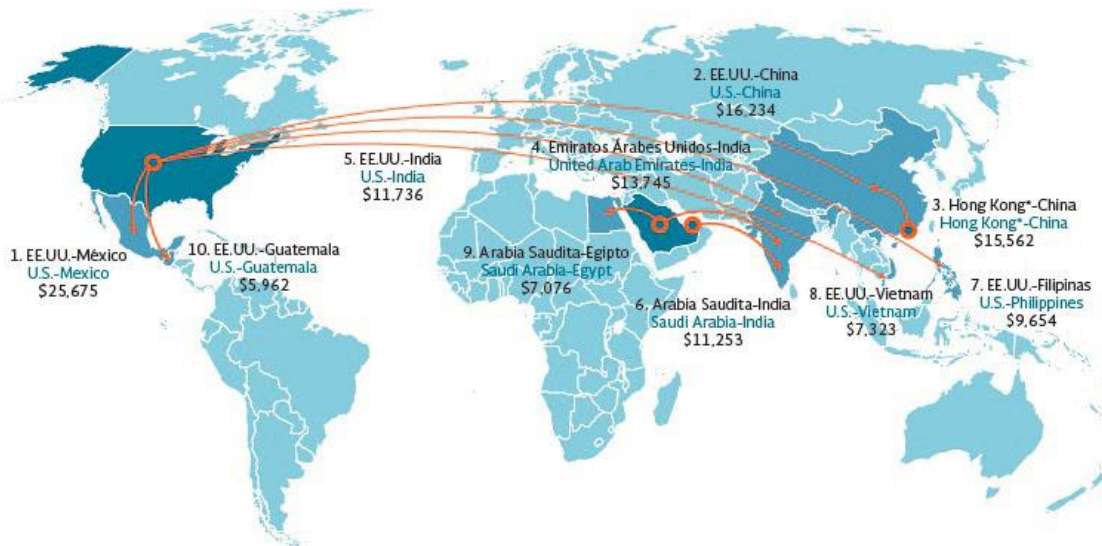 2. EE.UU.-China
U.S.-China
$16,234
4. Emiratos Árabes Unidos-India
United Arab Emirates-India
$13,745
5. EE.UU.-India
U.S.-India
$11,736
3. Hong Kong*-China
Hong Kong*-China
$15,562
1. EE.UU.-México
U.S.-Mexico
$25,675
10. EE.UU.-Guatemala
U.S.-Guatemala
$5,962
9. Arabia Saudita-Egipto
Saudi Arabia-Egypt
$7,076
6. Arabia Saudita-India
Saudi Arabia-India
$11,253
8. EE.UU.-Vietnam
U.S.-Vietnam
$7,323
7. EE.UU.-Filipinas
U.S.-Philippines
$9,654